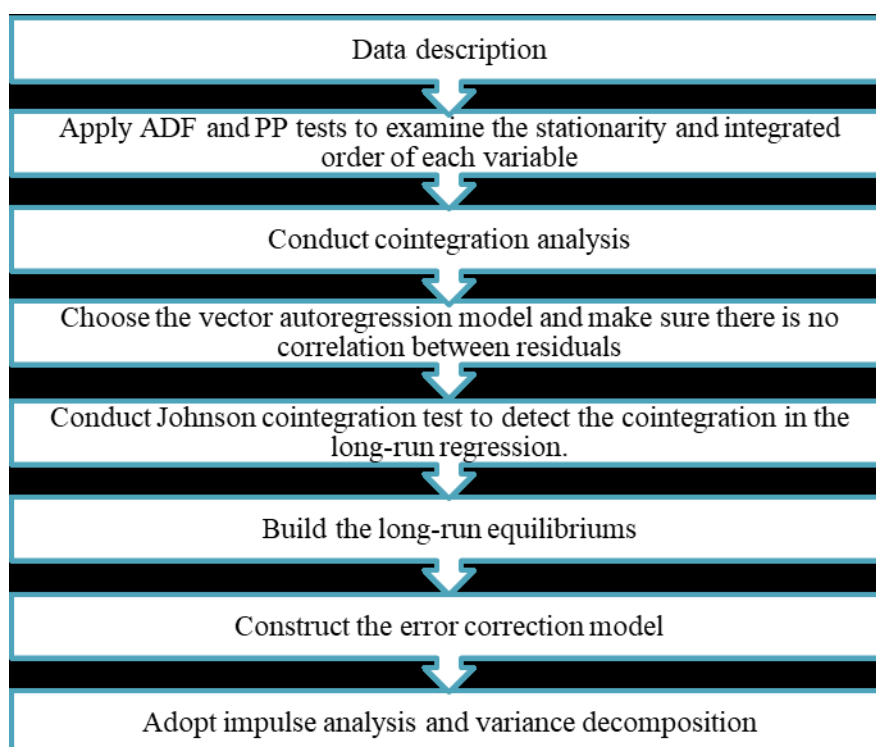 Data description
Apply ADF and PP tests to examine the stationarity and integrated
order of each variable
Conduct cointegration analysis
Choose the vector autoregression model and make sure there is no
correlation between residuals
Conduct Johnson cointegration test to detect the cointegration in the
long-run regression.
Build the long-run equilibriums
Construct the error correction model
Adopt impulse analysis and variance decomposition